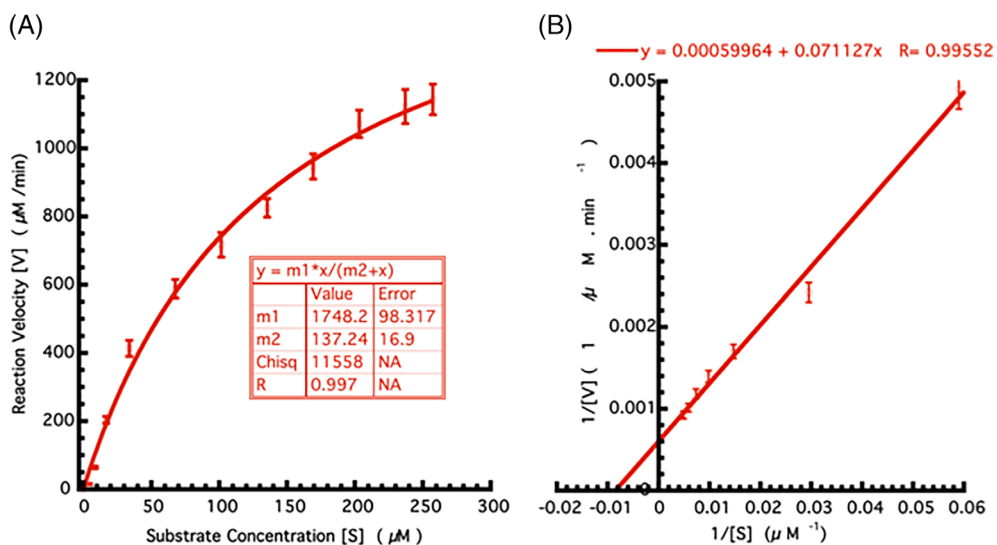 (A)
1200
1000
800
600
400
200
0
Reaction Velocity [V] (μM/min)
0 50 100 150 200 250 300
Substrate Concentration [S] (μM)
y = m1*x/(m2+x)
Value Error
m1 1748.2 98.317
m2 137.24 16.9
Chisq 11558 NA
R 0.997 NA
(B)
y = 0.00059964 + 0.071127x R= 0.99552
0.005
0.004
0.003
0.002
0.001
0
1/[V] ( 1 /μ M . min -1 )
-0.02 -0.01 0 0.01 0.02 0.03 0.04 0.05 0.06
1/[S] (μ M-1)